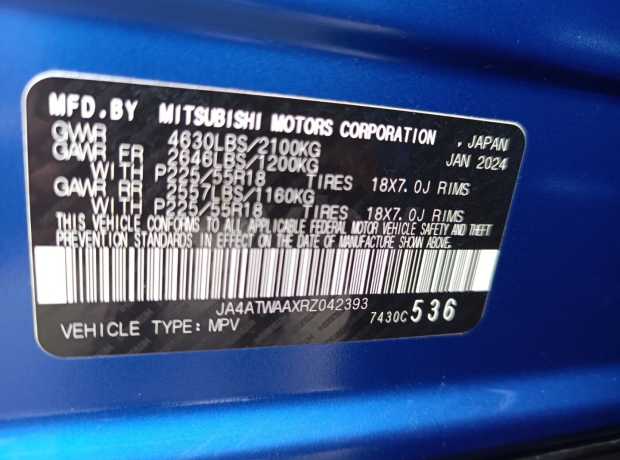 MFD.BY MITSUBISHI MOTORS CORPORATION , JAPAN
GVWR 4630LBS/2100KG JAN 2024
GAWR FR 2646LBS/1200KG
WITH P225/55R18 TIRES 18X7.0J RIMS
GAWR RR 2557LBS/1160KG
WITH P225/55R18 TIRES 18X7.0J RIMS
THIS VEHICLE CONFORMS TO ALL APPLICABLE FEDERAL MOTOR VEHICLE SAFETY AND THEFT
PREVENTION STANDARDS IN EFFECT ON THE DATE OF MANUFACTURE SHOWN ABOVE.
JA4ATWAAXRZ042393
VEHICLE TYPE: MPV 7430C 536